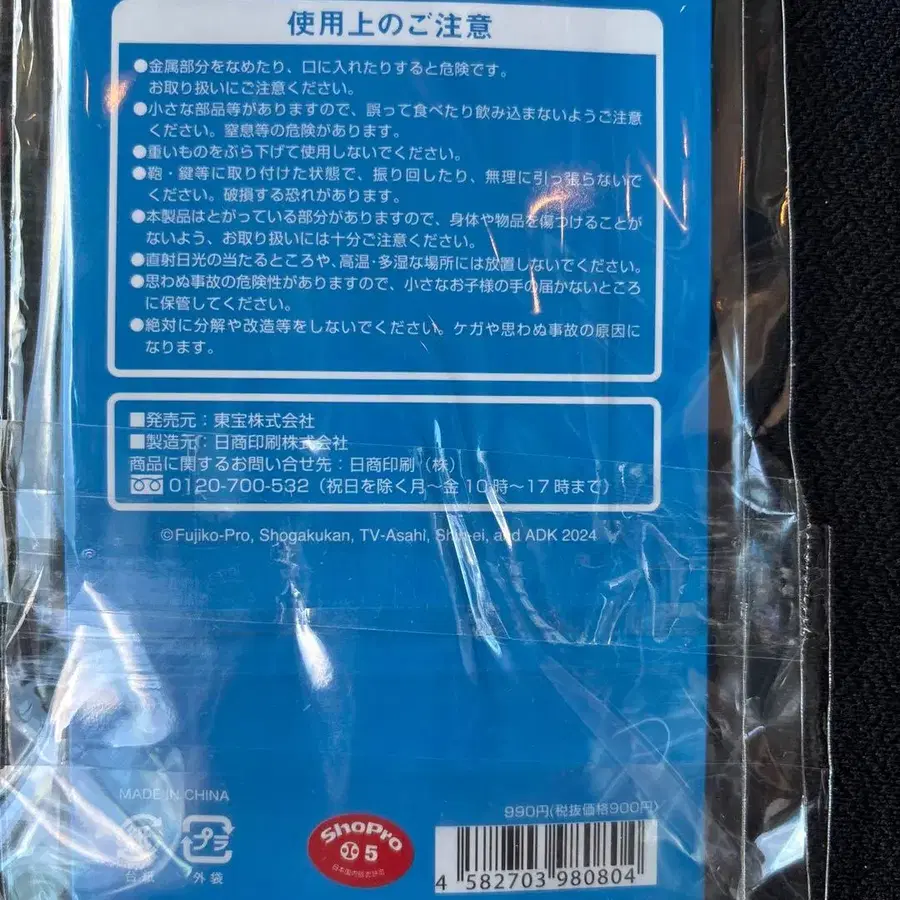 使用上のご注意
●金属部分をなめたり、口に入れたりすると危険です。
お取り扱いにご注意ください。
●小さな部品等がありますので、誤って食べたり飲み込まないようご注意
ください。窒息等の危険があります。
●重いものをぶら下げて使用しないでください。
●鞄・鍵等に取り付けた状態で、振り回したり、無理に引っ張らないで
ください。破損する恐れがあります。
●本製品はとがっている部分がありますので、身体や物品を傷つけることが
ないよう、お取り扱いには十分ご注意ください。
●直射日光の当たるところや、高温・多湿な場所には放置しないでください。
●思わぬ事故の危険性がありますので、小さなお子様の手の届かないところ
に保管してください。
●絶対に分解や改造等をしないでください。ケガや思わぬ事故の原因に
なります。
■発売元：東宝株式会社
■製造元：日商印刷株式会社
商品に関するお問い合せ先：日商印刷（株）
0120-700-532（祝日を除く月～金 10時～17時まで）
©Fujiko-Pro, Shogakukan, TV-Asahi, Shin-ei, and ADK 2024
MADE IN CHINA
990円(税抜価格900円)
台紙
プラ
外袋
ShoPro
5
4 582703 980804